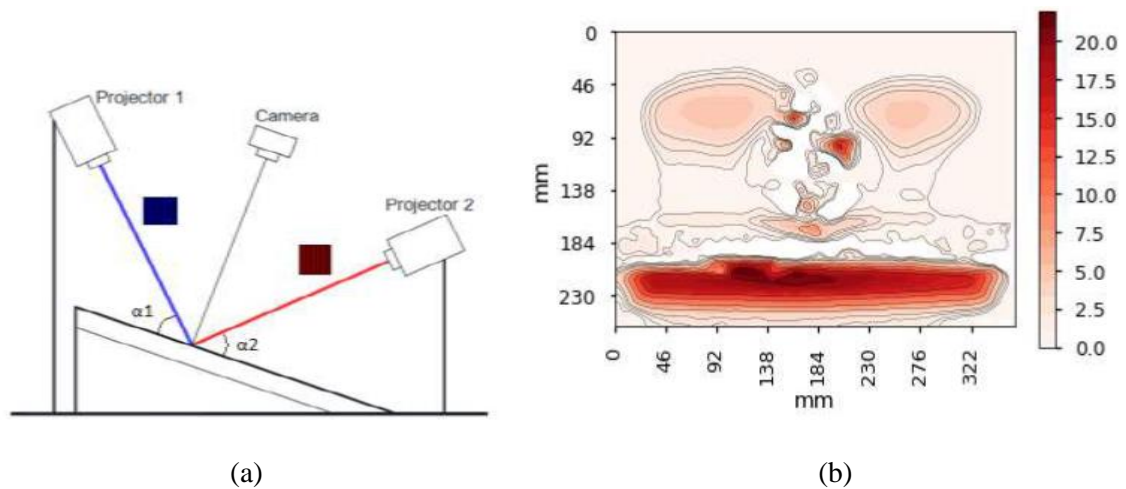 Projector 1
Camera
Projector 2
α1
α2
(a)
0
46
92
138
184
230
mm
0 46 92 138 184 230 276 322
mm
20.0
17.5
15.0
12.5
10.0
7.5
5.0
2.5
0.0
(b)